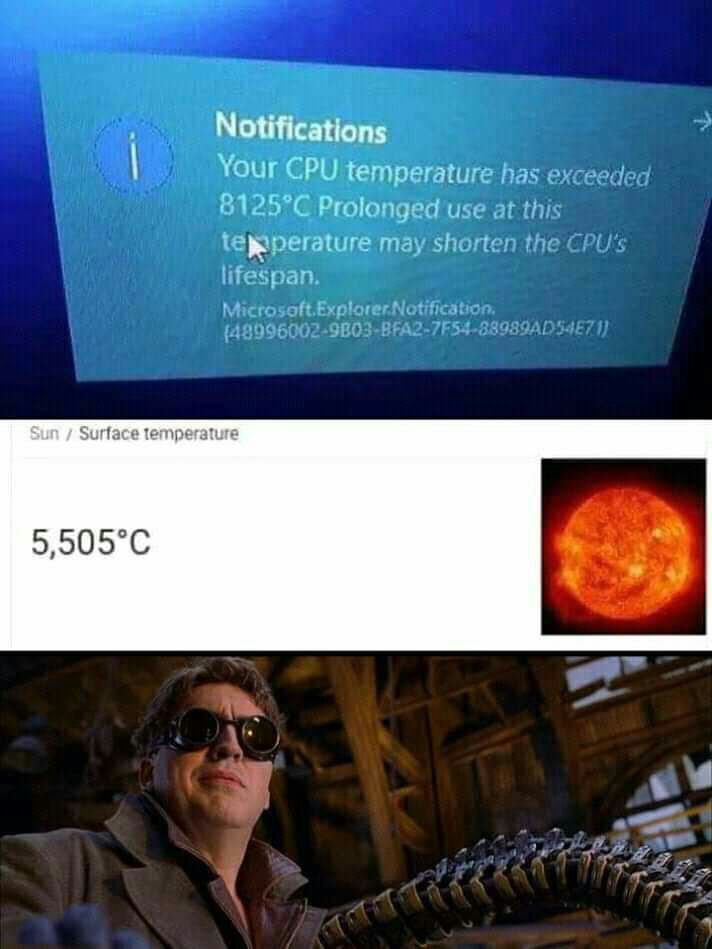 Notifications
Your CPU temperature has exceeded
8125°C Prolonged use at this
temperature may shorten the CPU's
lifespan.
Microsoft.Explorer.Notification.
{48996002-9B03-BFA2-7F54-88989AD54E71}
Sun / Surface temperature
5,505°C